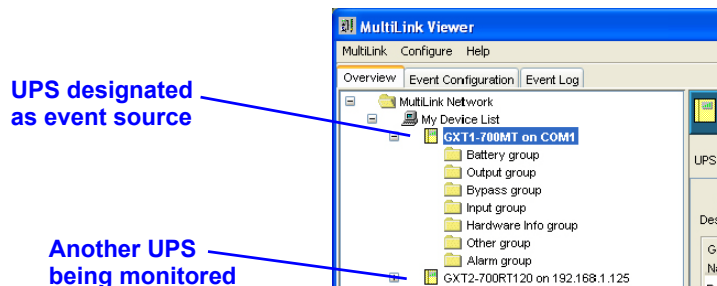 MultiLink Viewer
MultiLink Configure Help
Overview Event Configuration Event Log
UPS designated
as event source
MultiLink Network
My Device List
GXT1-700MT on COM1
Battery group
Output group
Bypass group
Input group
Hardware Info group
Other group
Alarm group
Another UPS
being monitored
GXT2-700RT120 on 192.168.1.125
UPS
Des
G
Na